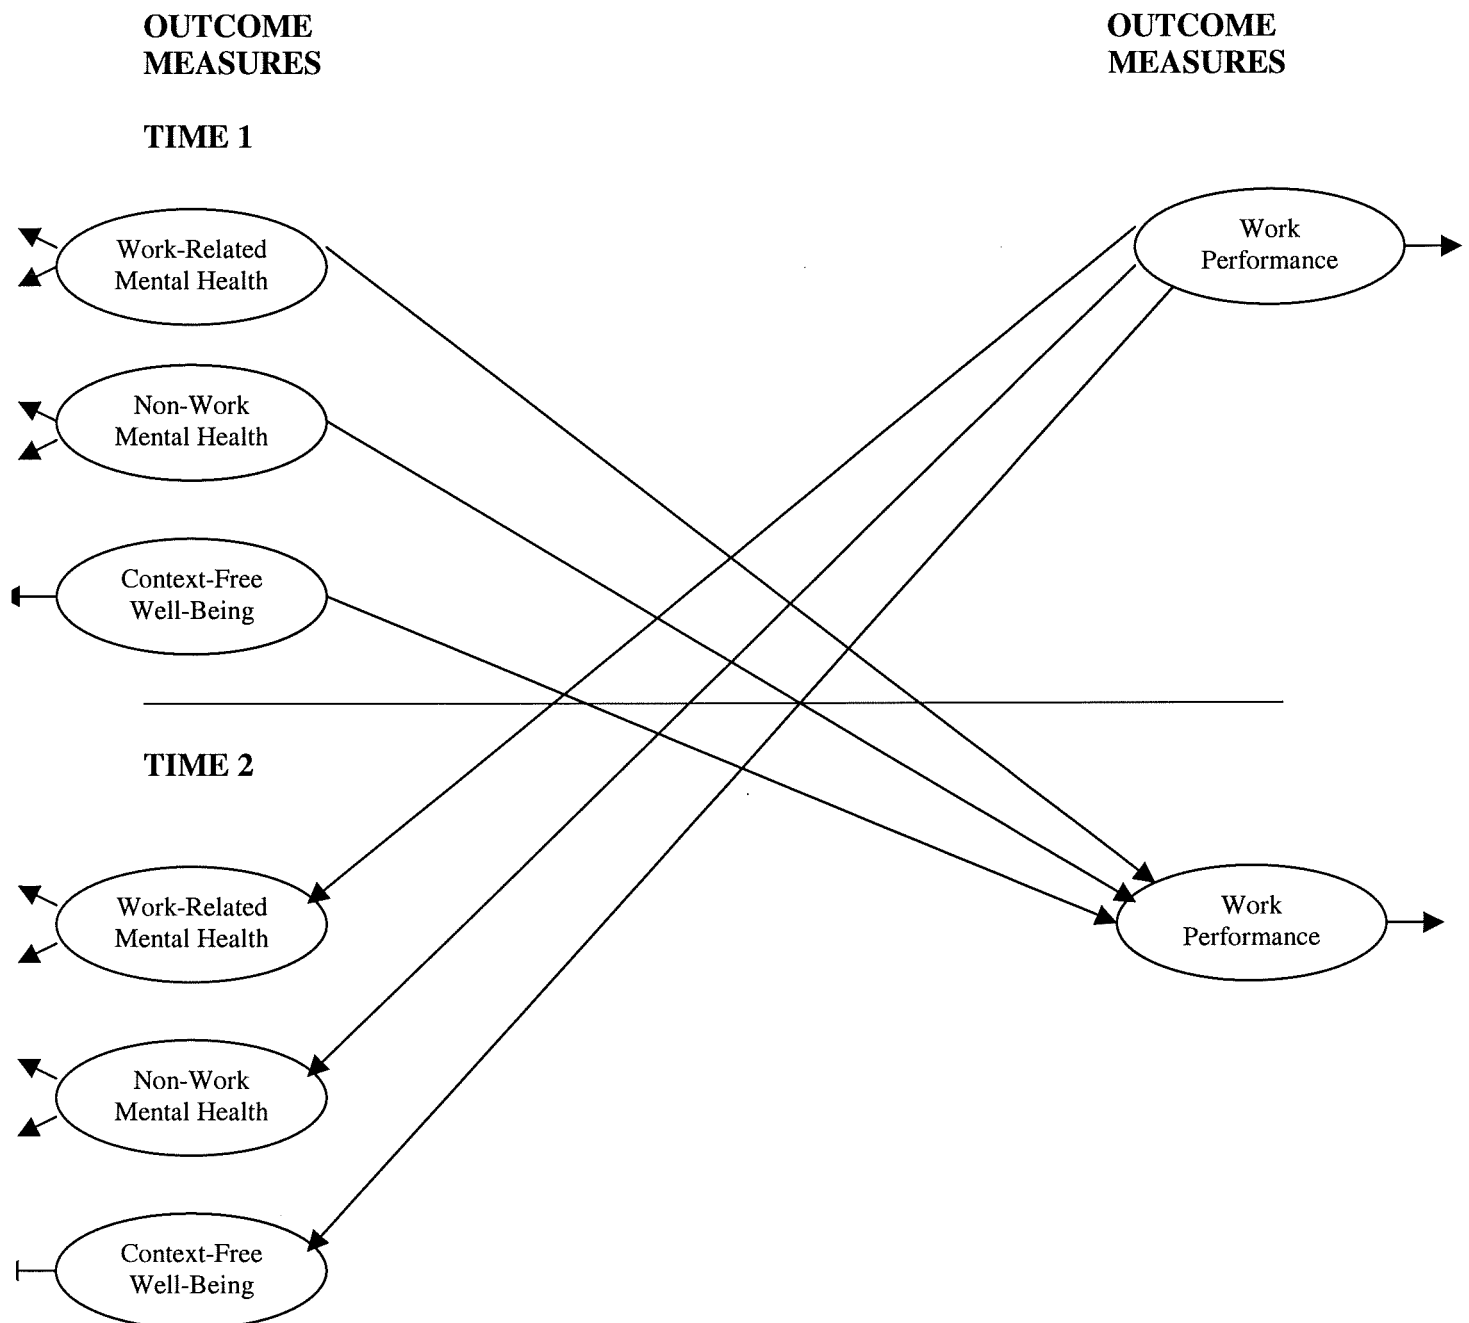 OUTCOME
MEASURES
OUTCOME
MEASURES
TIME 1
Work-Related
Mental Health
Work
Performance
Non-Work
Mental Health
Context-Free
Well-Being
TIME 2
Work-Related
Mental Health
Work
Performance
Non-Work
Mental Health
Context-Free
Well-Being